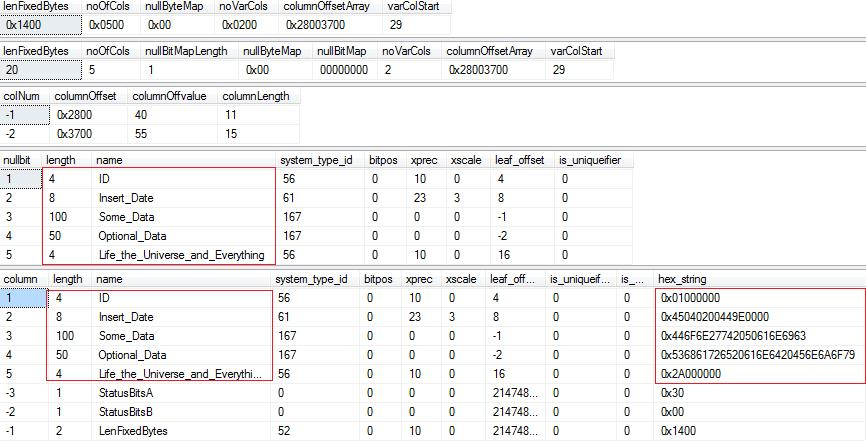 lenFixedBytes noOfCols nullByteMap noVarCols columnOffsetArray varColStart
0x1400 0x0500 0x00 0x0200 0x28003700 29
lenFixedBytes noOfCols nullBitMapLength nullByteMap nullBitMap noVarCols columnOffsetArray varColStart
20 5 1 0x00 00000000 2 0x28003700 29
colNum columnOffset columnOffvalue columnLength
-1 0x2800 40 11
-2 0x3700 55 15
nullbit length name system_type_id bitpos xprec xscale leaf_offset is_uniqueifier
1 4 ID 56 0 10 0 4 0
2 8 Insert_Date 61 0 23 3 8 0
3 100 Some_Data 167 0 0 0 -1 0
4 50 Optional_Data 167 0 0 0 -2 0
5 4 Life_the_Universe_and_Everything 56 0 10 0 16 0
column length name system_type_id bitpos xprec xscale leaf_off... is_uniqueif... is_... hex_string
1 4 ID 56 0 10 0 4 0 0 0x01000000
2 8 Insert_Date 61 0 23 3 8 0 0 0x45040200449E0000
3 100 Some_Data 167 0 0 0 -1 0 0 0x446F6E27742050616E6963
4 50 Optional_Data 167 0 0 0 -2 0 0 0x536861726520616E6420456E6A6F79
5 4 Life_the_Universe_and_Everythi... 56 0 10 0 16 0 0 0x2A000000
-3 1 StatusBitsA 0 0 0 0 214748... 0 0 0x30
-2 1 StatusBitsB 0 0 0 0 214748... 0 0 0x00
-1 2 LenFixedBytes 52 0 10 0 214748... 0 0 0x1400